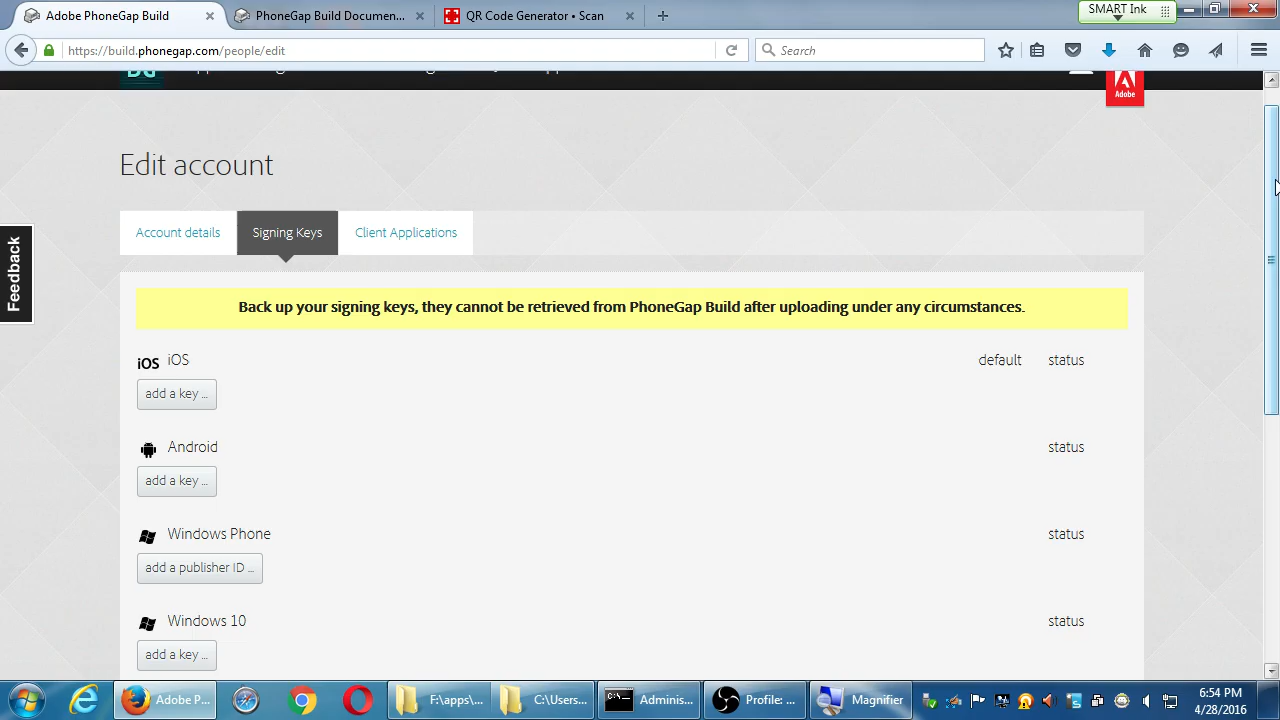 Adobe PhoneGap Build
PhoneGap Build Documen...
QR Code Generator • Scan
SMART Ink
https://build.phonegap.com/people/edit
Search
Adobe
Edit account
Account details
Signing Keys
Client Applications
Feedback
Back up your signing keys, they cannot be retrieved from PhoneGap Build after uploading under any circumstances.
iOS iOS default status
add a key ...
Android status
add a key ...
Windows Phone status
add a publisher ID ...
Windows 10 status
add a key ...
Adobe P...
F:\apps\...
C:\Users...
Adminis...
Profile: ...
Magnifier
6:54 PM
4/28/2016